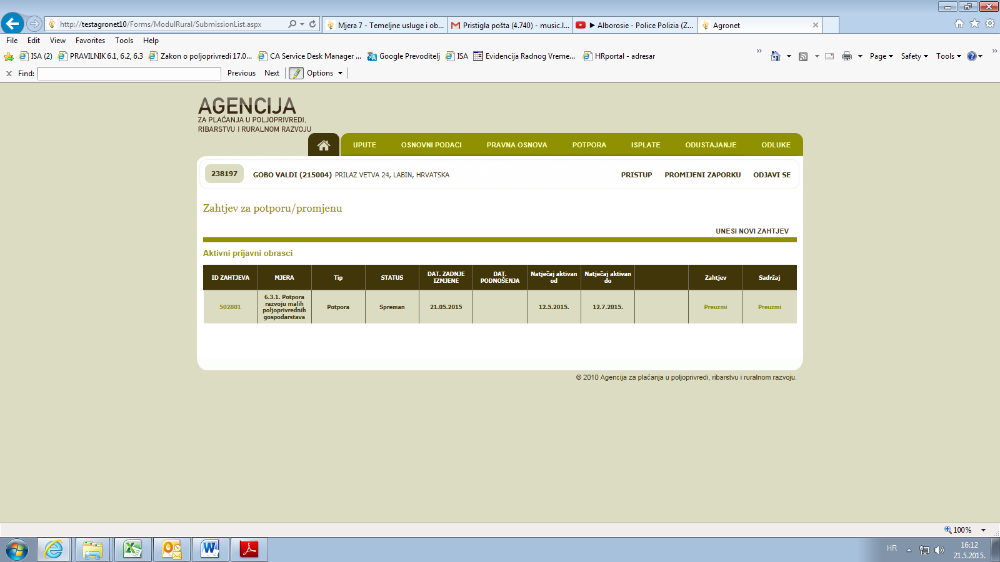 http://testagronet10/Forms/ModulRural/SubmissionList.aspx
Mjera 7 - Temeljne usluge i ob...
Pristigla pošta (4.740) - music.l...
► Alborosie - Police Polizia (Z...
Agronet
File Edit View Favorites Tools Help
ISA (2) PRAVILNIK 6.1, 6.2, 6.3 Zakon o poljoprivredi 17.0... CA Service Desk Manager ... Google Prevoditelj ISA Evidencija Radnog Vreme... HRportal - adresar
Page Safety Tools
Find: Previous Next Options
AGENCIJA
ZA PLAĆANJA U POLJOPRIVREDI,
RIBARSTVU I RURALNOM RAZVOJU
UPUTE OSNOVNI PODACI PRAVNA OSNOVA POTPORA ISPLATE ODUSTAJANJE ODLUKE
238197 GOBO VALDI (215004) PRILAZ VETVA 24, LABIN, HRVATSKA PRISTUP PROMIJENI ZAPORKU ODJAVI SE
Zahtjev za potporu/promjenu
UNESI NOVI ZAHTJEV
Aktivni prijavni obrasci
ID ZAHTJEVA
MJERA
Tip
STATUS
DAT. ZADNJE
IZMJENE
DAT.
PODNOŠENJA
Natječaj aktivan
od
Natječaj aktivan
do
Zahtjev
Sadržaj
502801
6.3.1. Potpora
razvoju malih
poljoprivrednih
gospodarstava
Potpora
Spreman
21.05.2015
12.5.2015.
12.7.2015.
Preuzmi
Preuzmi
© 2010 Agencija za plaćanja u poljoprivredi, ribarstvu i ruralnom razvoju.
100%
HR
16:12
21.5.2015.